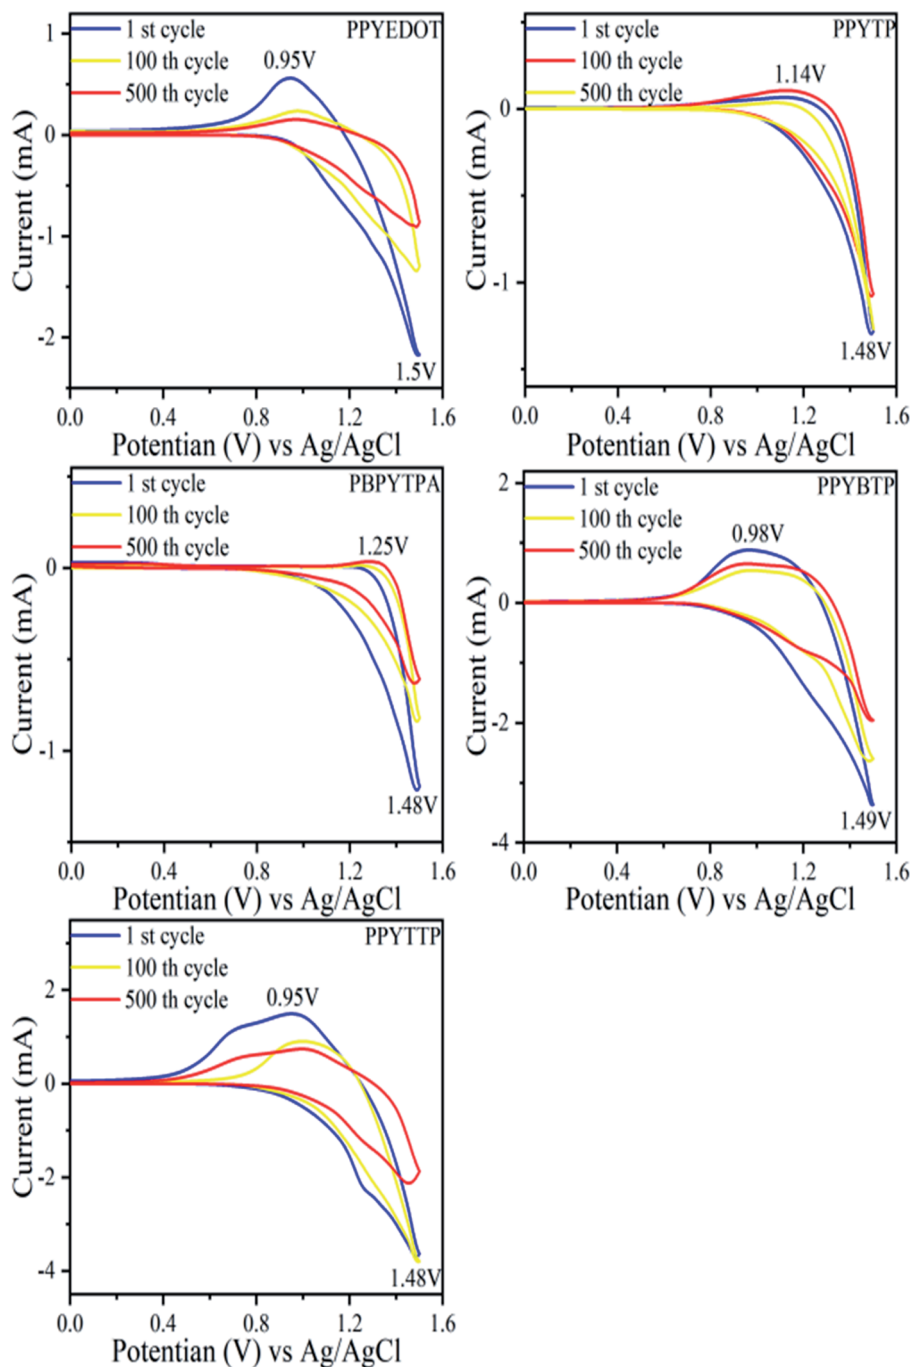 1 st cycle
100 th cycle
500 th cycle
PPYEDOT
0.95V
1.5V
1
0
-1
-2
Current (mA)
0.0 0.4 0.8 1.2 1.6
Potentian (V) vs Ag/AgCl
1 st cycle
100 th cycle
500 th cycle
PPYTP
1.14V
1.48V
0
-1
Current (mA)
0.0 0.4 0.8 1.2 1.6
Potentian (V) vs Ag/AgCl
1 st cycle
100 th cycle
500 th cycle
PBPYTPA
1.25V
1.48V
0
-1
Current (mA)
0.0 0.4 0.8 1.2 1.6
Potentian (V) vs Ag/AgCl
1 st cycle
100 th cycle
500 th cycle
PPYBTP
0.98V
1.49V
2
0
-2
-4
Current (mA)
0.0 0.4 0.8 1.2 1.6
Potentian (V) vs Ag/AgCl
1 st cycle
100 th cycle
500 th cycle
PPYTTP
0.95V
1.48V
2
0
-2
-4
Current (mA)
0.0 0.4 0.8 1.2 1.6
Potentian (V) vs Ag/AgCl